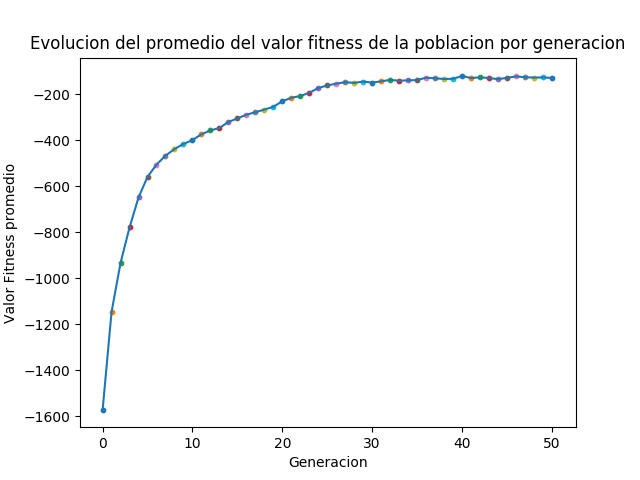 Evolucion del promedio del valor fitness de la poblacion por generacion
Valor Fitness promedio
−200
−400
−600
−800
−1000
−1200
−1400
−1600
0 10 20 30 40 50
Generacion